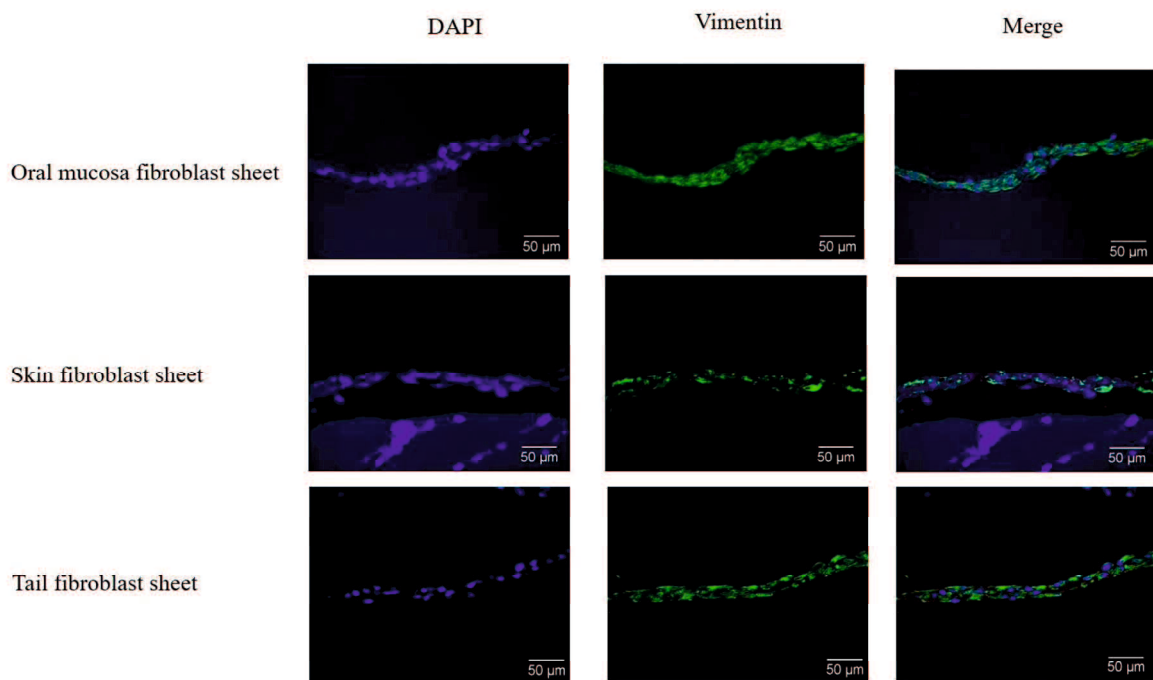 DAPI Vimentin Merge
Oral mucosa fibroblast sheet
50 µm 50 µm 50 µm
Skin fibroblast sheet
50 µm 50 µm 50 µm
Tail fibroblast sheet
50 µm 50 µm 50 µm